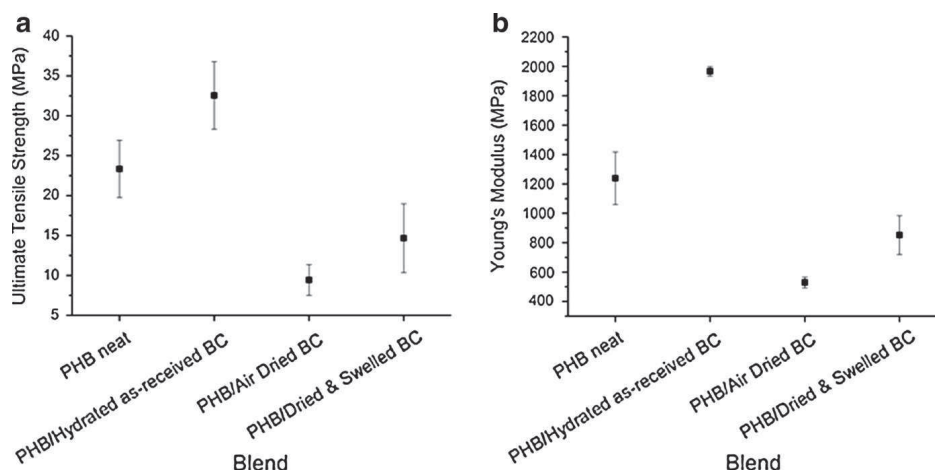 a
Ultimate Tensile Strength (MPa)
40
35
30
25
20
15
10
5
PHB neat
PHB/Hydrated as-received BC
PHB/Air Dried BC
PHB/Dried & Swelled BC
Blend
b
Young's Modulus (MPa)
2200
2000
1800
1600
1400
1200
1000
800
600
400
PHB neat
PHB/Hydrated as-received BC
PHB/Air Dried BC
PHB/Dried & Swelled BC
Blend